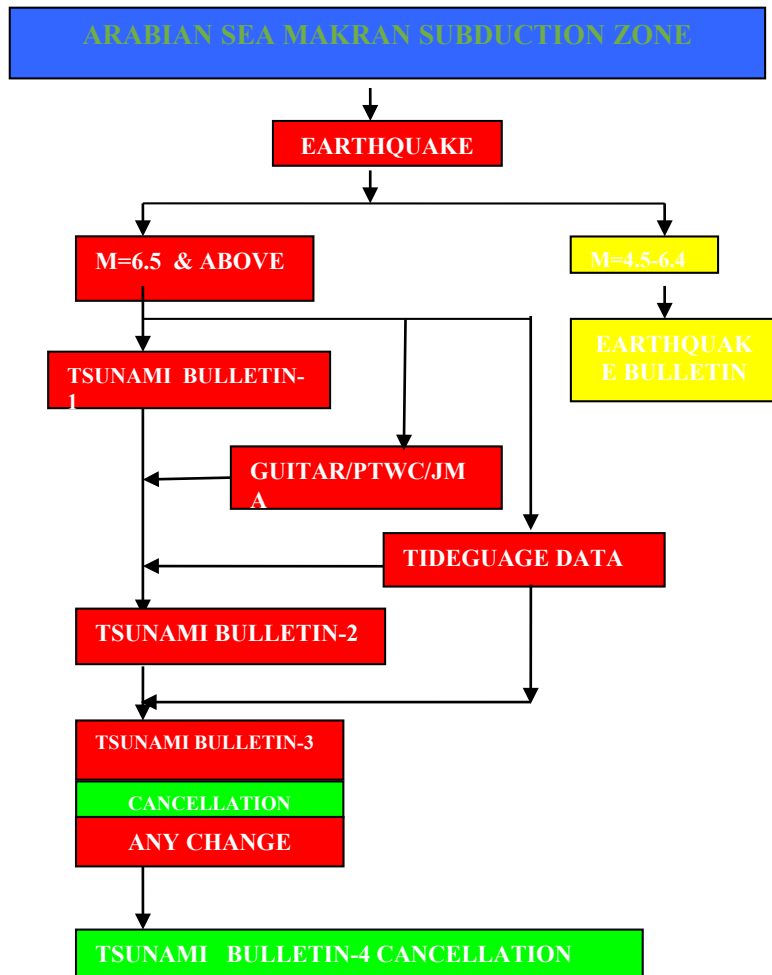 ARABIAN SEA MAKRAN SUBDUCTION ZONE
EARTHQUAKE
M=6.5 & ABOVE
M=4.5-6.4
EARTHQUAK
E BULLETIN
TSUNAMI BULLETIN-
1
GUITAR/PTWC/JM
A
TIDEGUAGE DATA
TSUNAMI BULLETIN-2
TSUNAMI BULLETIN-3
CANCELLATION
ANY CHANGE
TSUNAMI BULLETIN-4 CANCELLATION